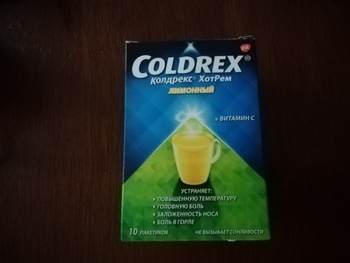 GSK
COLDREX
Колдрекс® ХотРем
ЛИМОННЫЙ
+ ВИТАМИН С
УСТРАНЯЕТ:
• ПОВЫШЕННУЮ ТЕМПЕРАТУРУ
• ГОЛОВНУЮ БОЛЬ
• ЗАЛОЖЕННОСТЬ НОСА
• БОЛЬ В ГОРЛЕ
10 ПАКЕТИКОВ
НЕ ВЫЗЫВАЕТ СОНЛИВОСТИ